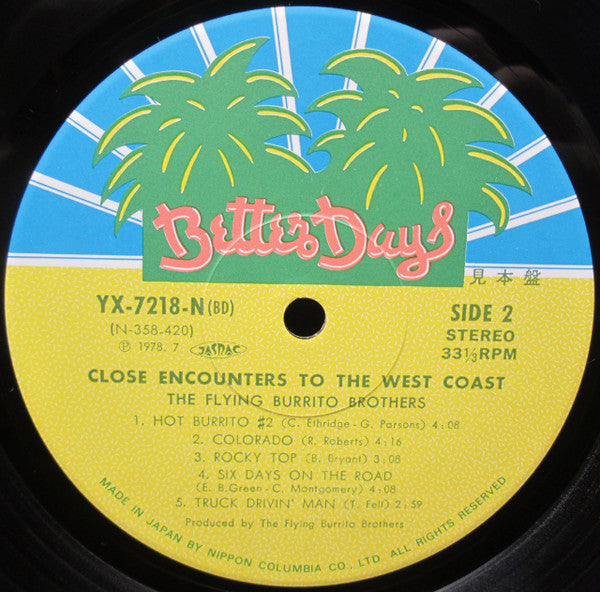 Better Days
見本盤
YX-7218-N(BD)
SIDE 2
(N-358-420)
STEREO
℗ 1978. 7 JASRAC
33 1/3 RPM
CLOSE ENCOUNTERS TO THE WEST COAST
THE FLYING BURRITO BROTHERS
1. HOT BURRITO #2 (C. Ethridge - G. Parsons) 4:08
2. COLORADO (R. Roberts) 4:16
3. ROCKY TOP (B. Bryant) 3:08
4. SIX DAYS ON THE ROAD
(E. B. Green - C. Montgomery) 4:08
5. TRUCK DRIVIN' MAN (T. Fell) 2:59
Produced by The Flying Burrito Brothers
MADE IN JAPAN BY NIPPON COLUMBIA CO., LTD. ALL RIGHTS RESERVED